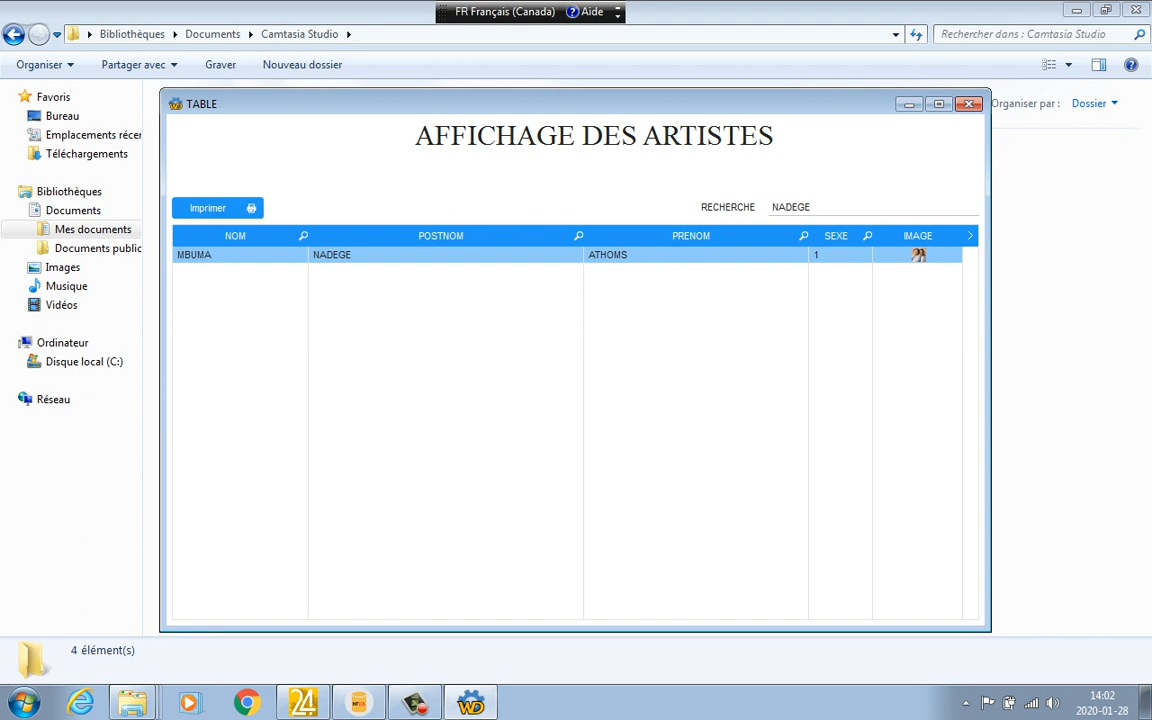 FR Français (Canada) Aide
Bibliothèques Documents Camtasia Studio
Rechercher dans : Camtasia Studio
Organiser Partager avec Graver Nouveau dossier
Favoris
Bureau
Emplacements récer
Téléchargements
Bibliothèques
Documents
Mes documents
Documents public
Images
Musique
Vidéos
Ordinateur
Disque local (C:)
Réseau
Organiser par : Dossier
TABLE
AFFICHAGE DES ARTISTES
Imprimer
RECHERCHE NADEGE
NOM POSTNOM PRENOM SEXE IMAGE
MBUMA NADEGE ATHOMS 1
4 élément(s)
24
WD
14:02
2020-01-28